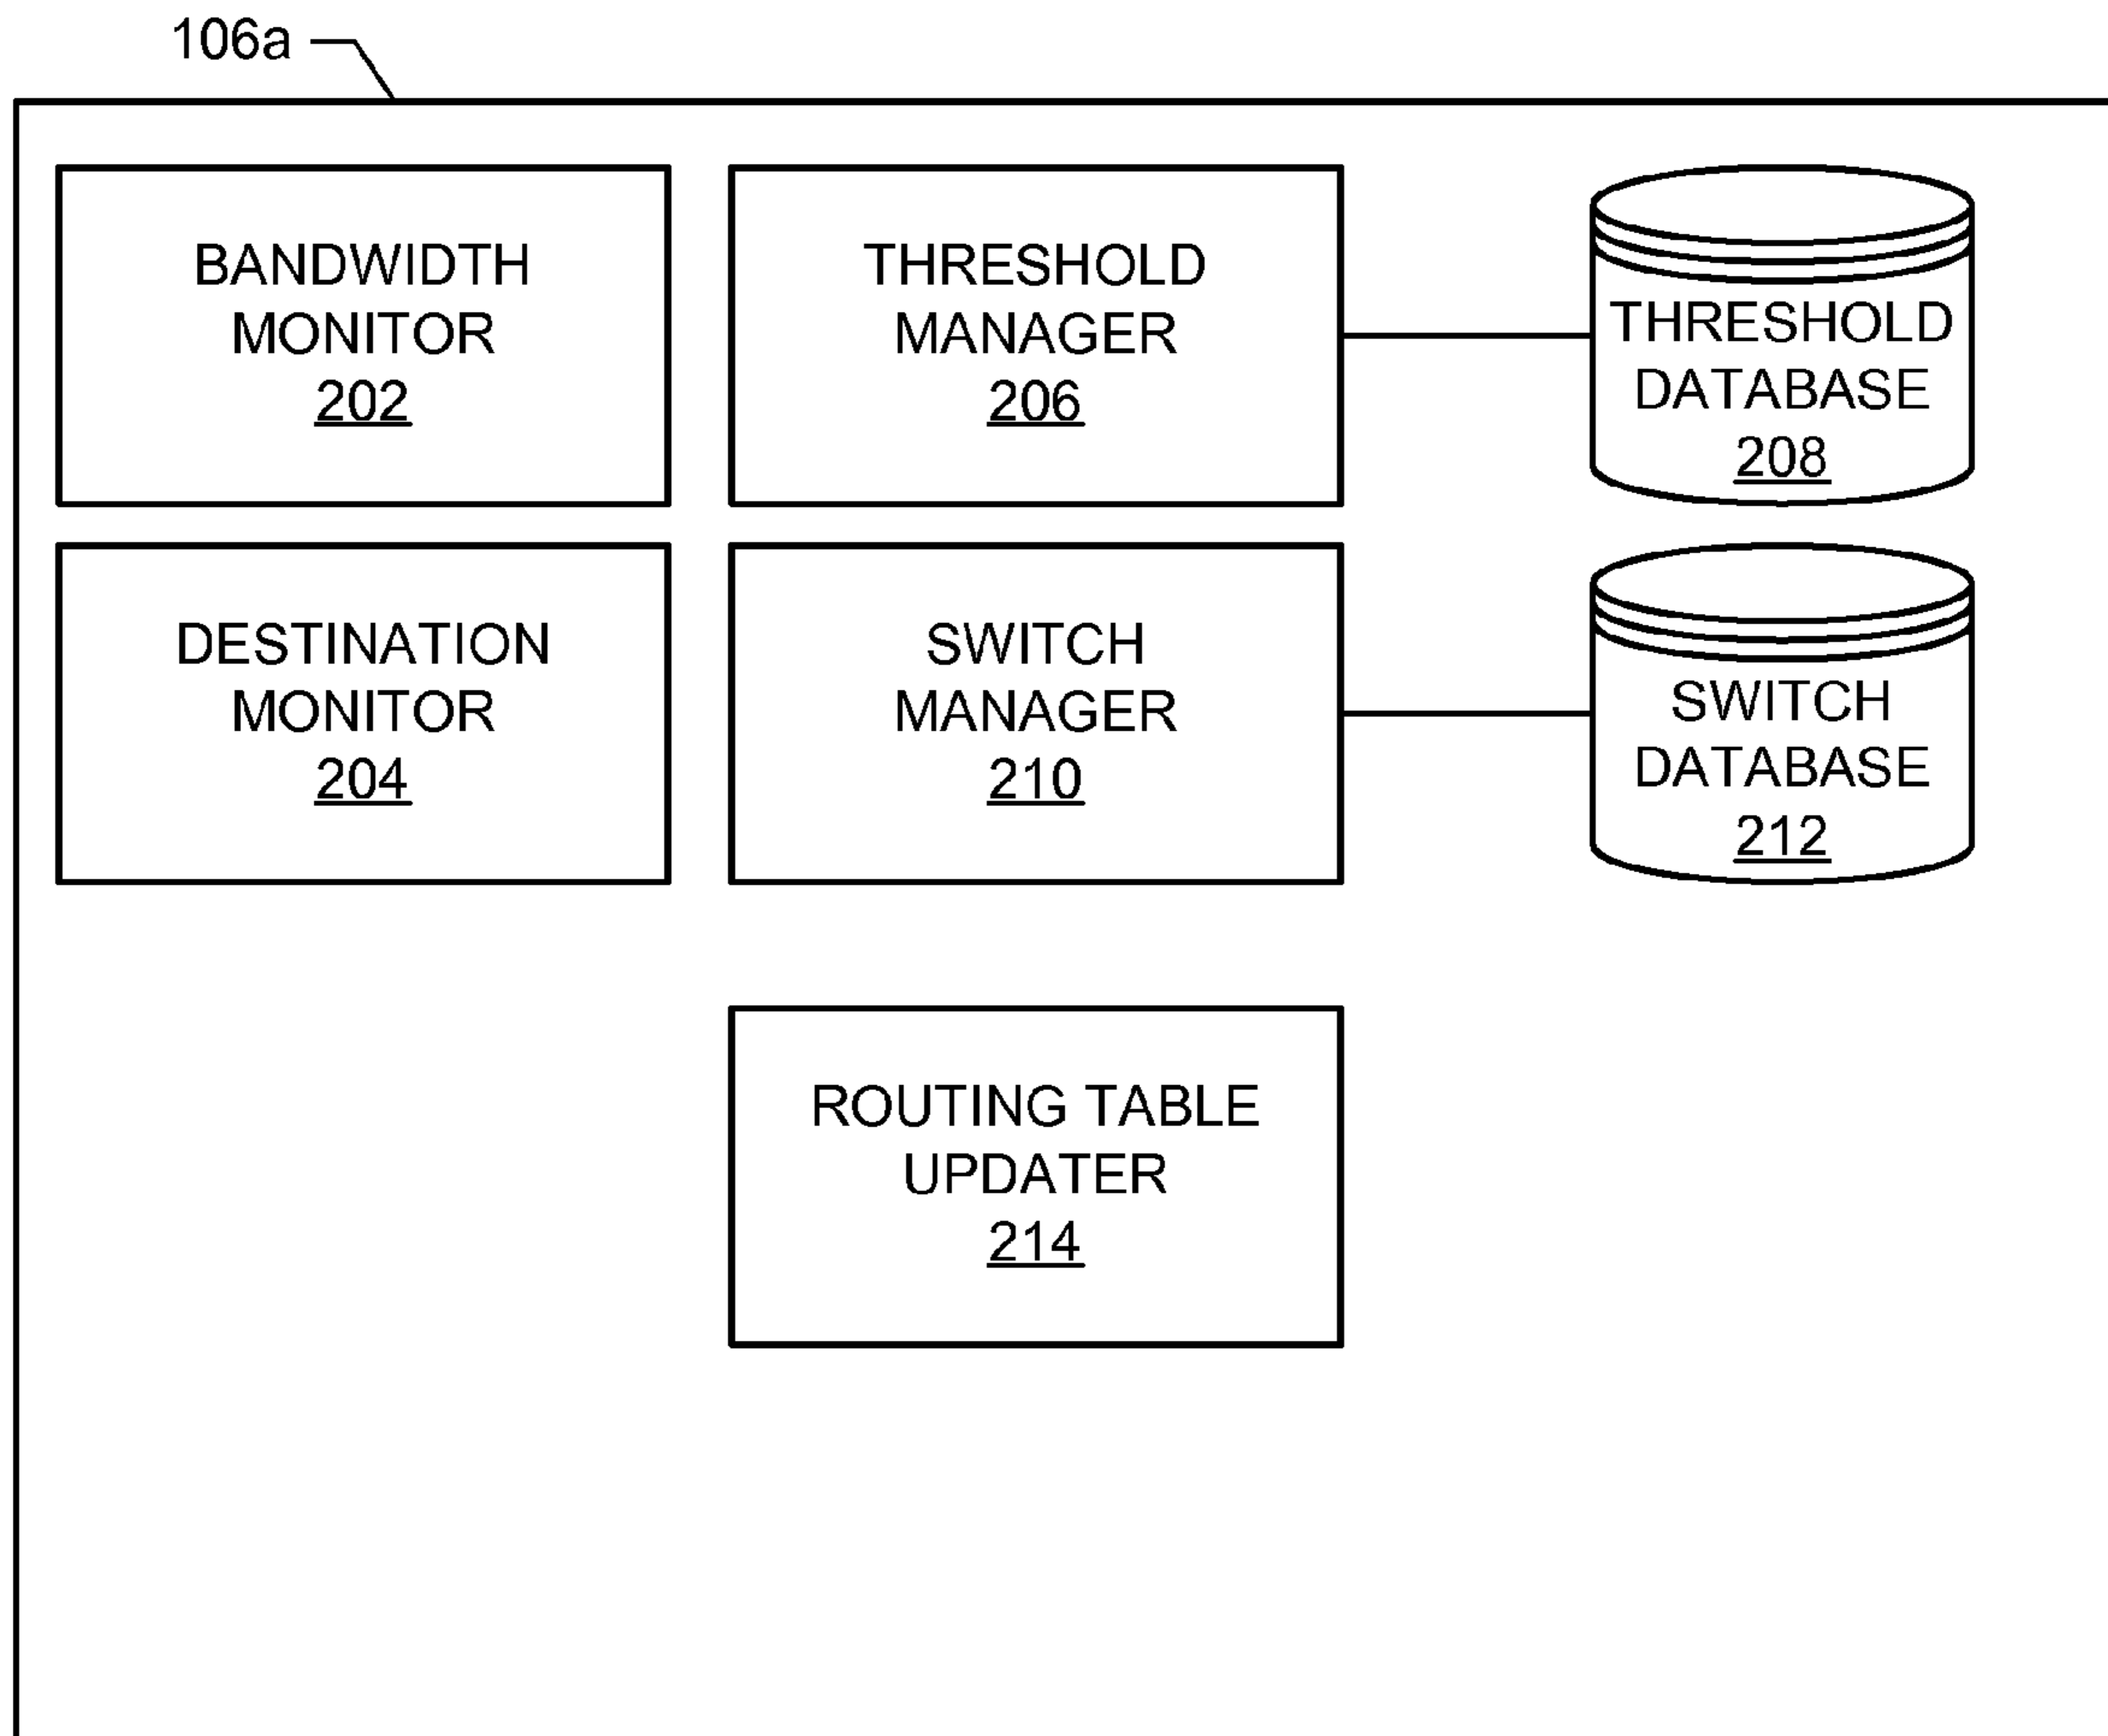 106a
BANDWIDTH
MONITOR
202
THRESHOLD
MANAGER
206
THRESHOLD
DATABASE
208
DESTINATION
MONITOR
204
SWITCH
MANAGER
210
SWITCH
DATABASE
212
ROUTING TABLE
UPDATER
214